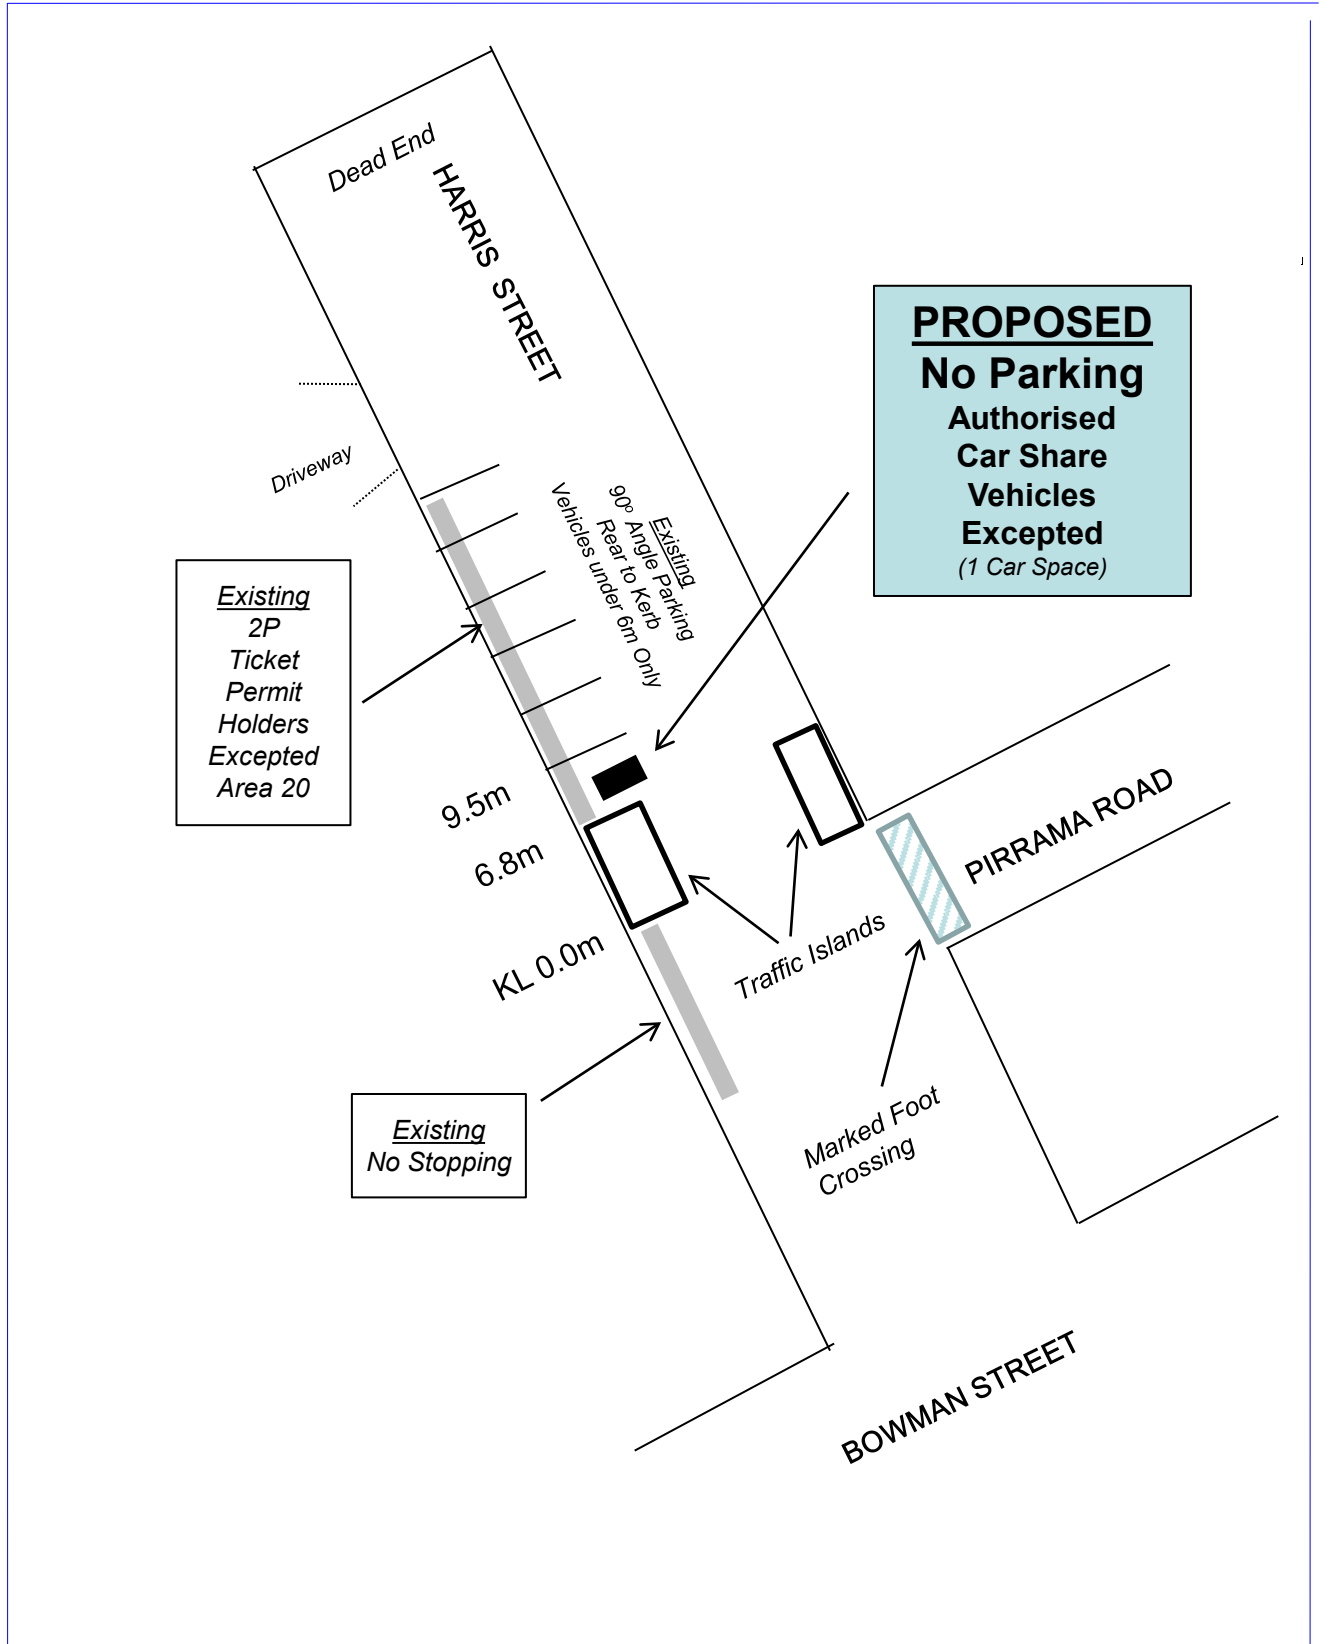 Dead End
HARRIS STREET
PROPOSED
No Parking
Authorised
Car Share
Vehicles
Excepted
(1 Car Space)
Driveway
Existing
90º Angle Parking
Rear to Kerb
Vehicles under 6m Only
Existing
2P
Ticket
Permit
Holders
Excepted
Area 20
9.5m
6.8m
KL 0.0m
PIRRAMA ROAD
Traffic Islands
Existing
No Stopping
Marked Foot
Crossing
BOWMAN STREET